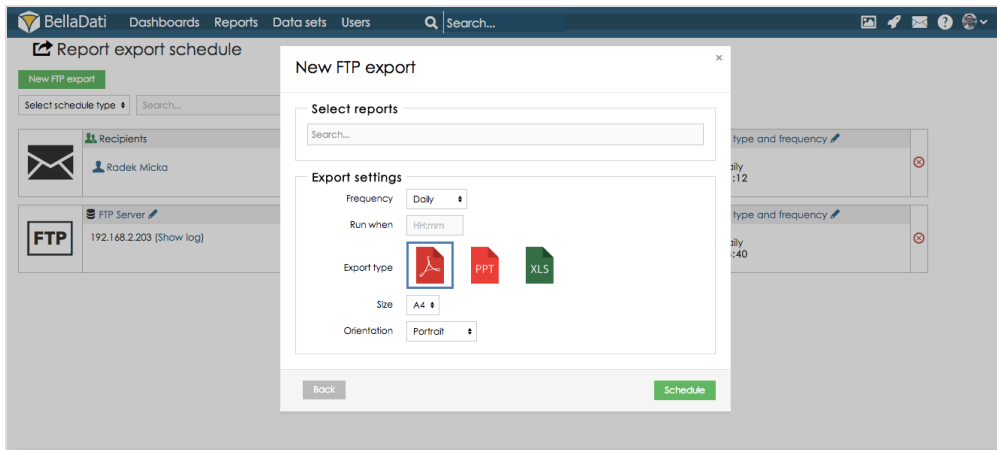 BellaDati Dashboards Reports Data sets Users Search...
Report export schedule
New FTP export
Select schedule type Search...
Recipients
Radek Micka
type and frequency
:12
FTP Server
FTP
192.168.2.203 (Show log)
type and frequency
:40
New FTP export
×
Select reports
Search...
Export settings
Frequency Daily
Run when HH:mm
Export type PPT XLS
Size A4
Orientation Portrait
Back Schedule